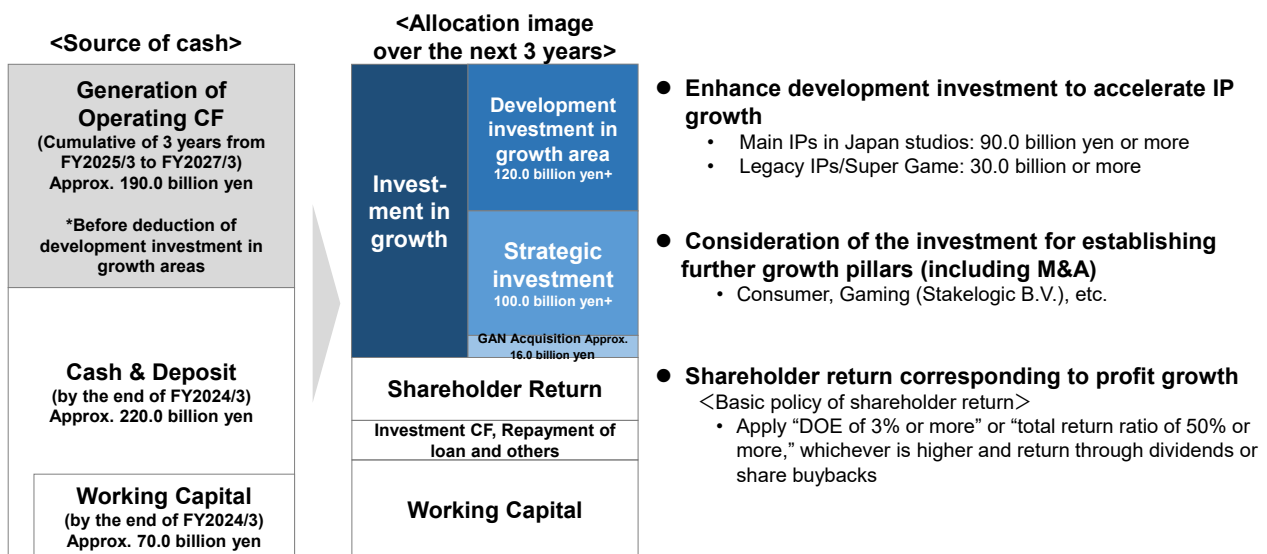 <Source of cash>
Generation of
Operating CF
(Cumulative of 3 years from
FY2025/3 to FY2027/3)
Approx. 190.0 billion yen
*Before deduction of
development investment in
growth areas
Cash & Deposit
(by the end of FY2024/3)
Approx. 220.0 billion yen
Working Capital
(by the end of FY2024/3)
Approx. 70.0 billion yen
<Allocation image
over the next 3 years>
Invest-
ment in
growth
Development
investment in
growth area
120.0 billion yen+
Strategic
investment
100.0 billion yen+
GAN Acquisition Approx.
16.0 billion yen
Shareholder Return
Investment CF, Repayment of
loan and others
Working Capital
● Enhance development investment to accelerate IP
growth
• Main IPs in Japan studios: 90.0 billion yen or more
• Legacy IPs/Super Game: 30.0 billion or more
● Consideration of the investment for establishing
further growth pillars (including M&A)
• Consumer, Gaming (Stakelogic B.V.), etc.
● Shareholder return corresponding to profit growth
＜Basic policy of shareholder return＞
• Apply “DOE of 3% or more” or “total return ratio of 50% or
more,” whichever is higher and return through dividends or
share buybacks